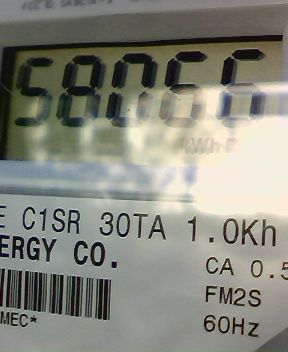 58066
kWh
E C1SR 30TA 1.0Kh
ERGY CO.
CA 0.5
FM2S
MEC*
60Hz